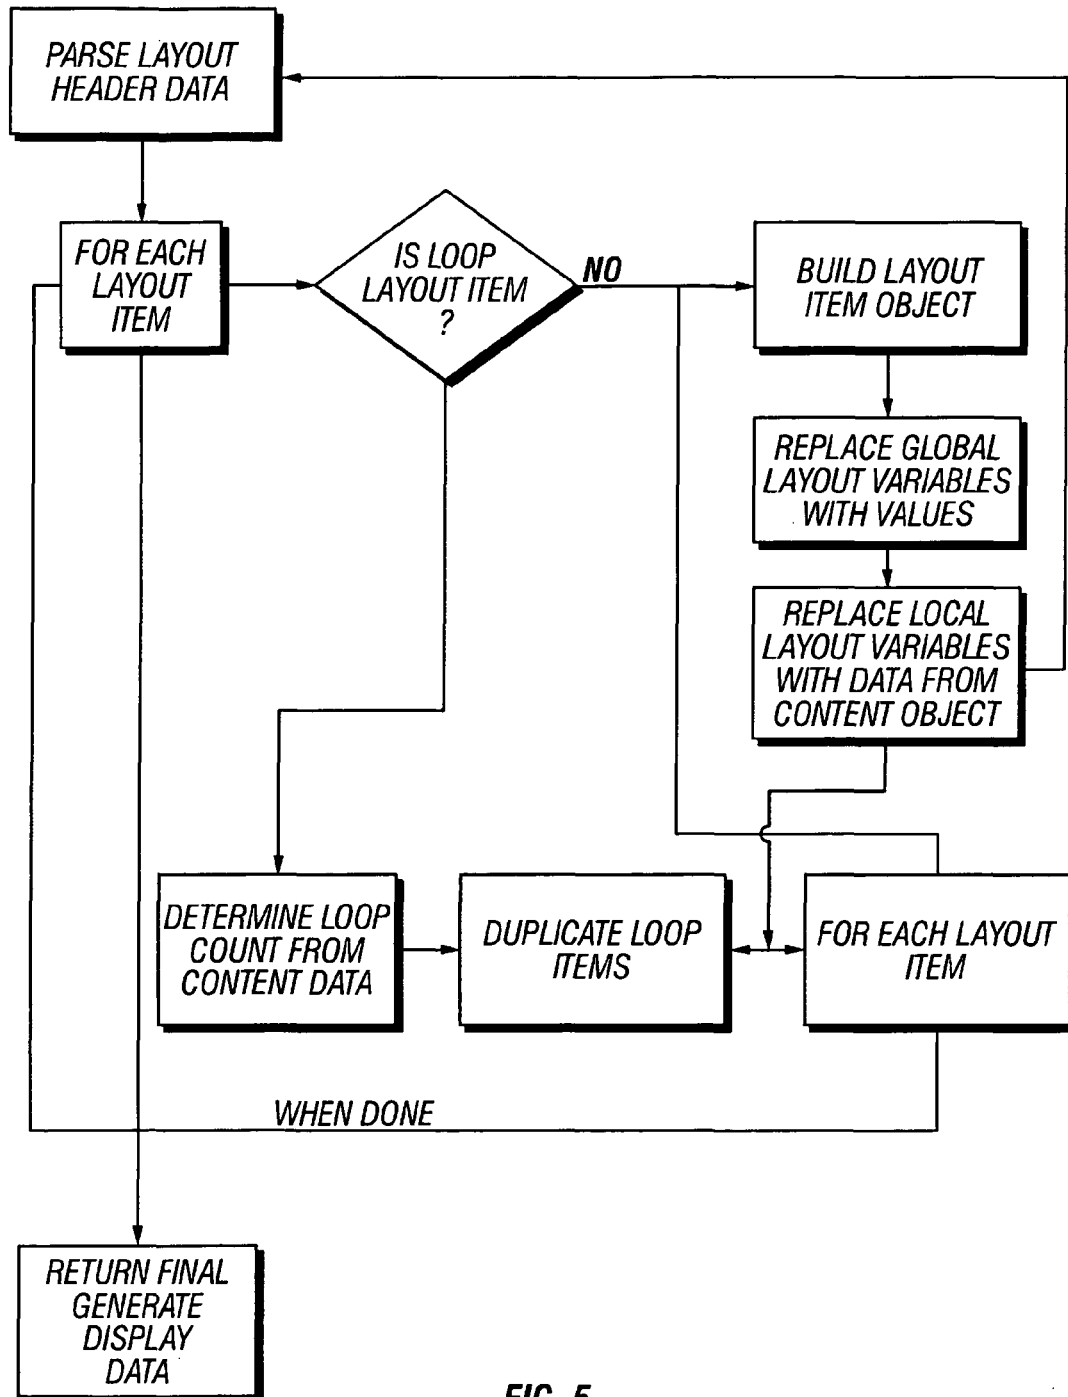 PARSE LAYOUT
HEADER DATA
FOR EACH
LAYOUT
ITEM
IS LOOP
LAYOUT ITEM
?
NO
BUILD LAYOUT
ITEM OBJECT
REPLACE GLOBAL
LAYOUT VARIABLES
WITH VALUES
REPLACE LOCAL
LAYOUT VARIABLES
WITH DATA FROM
CONTENT OBJECT
DETERMINE LOOP
COUNT FROM
CONTENT DATA
DUPLICATE LOOP
ITEMS
FOR EACH LAYOUT
ITEM
WHEN DONE
RETURN FINAL
GENERATE
DISPLAY
DATA
FIG. 5